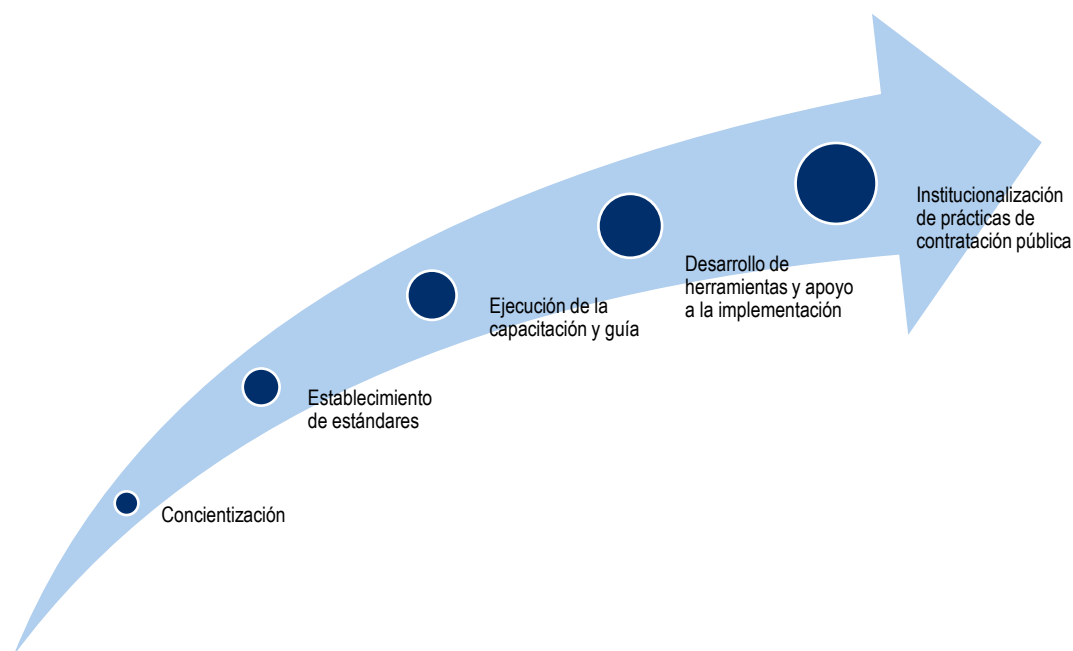 Institucionalización
de prácticas de
contratación pública
Desarrollo de
herramientas y apoyo
a la implementación
Ejecución de la
capacitación y guía
Establecimiento
de estándares
Concientización